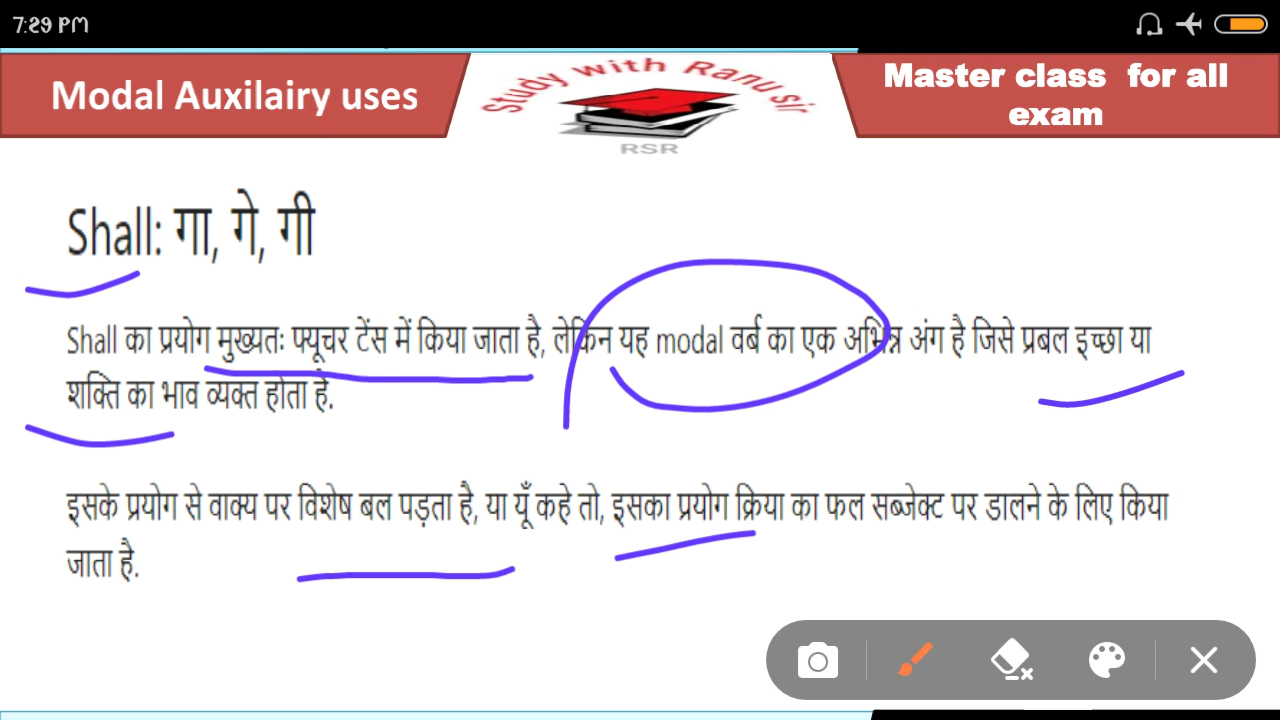 7:29 PM
Modal Auxilairy uses
Study with Ranu sir
RSR
Master class for all
exam
Shall: गा, गे, गी
Shall का प्रयोग मुख्यतः फ्यूचर टेंस में किया जाता है, लेकिन यह modal वर्ब का एक अभिन्न अंग है जिसे प्रबल इच्छा या
शक्ति का भाव व्यक्त होता हे.
इसके प्रयोग से वाक्य पर विशेष बल पड़ता है, या यूँ कहे तो, इसका प्रयोग क्रिया का फल सब्जेक्ट पर डालने के लिए किया
जाता है.